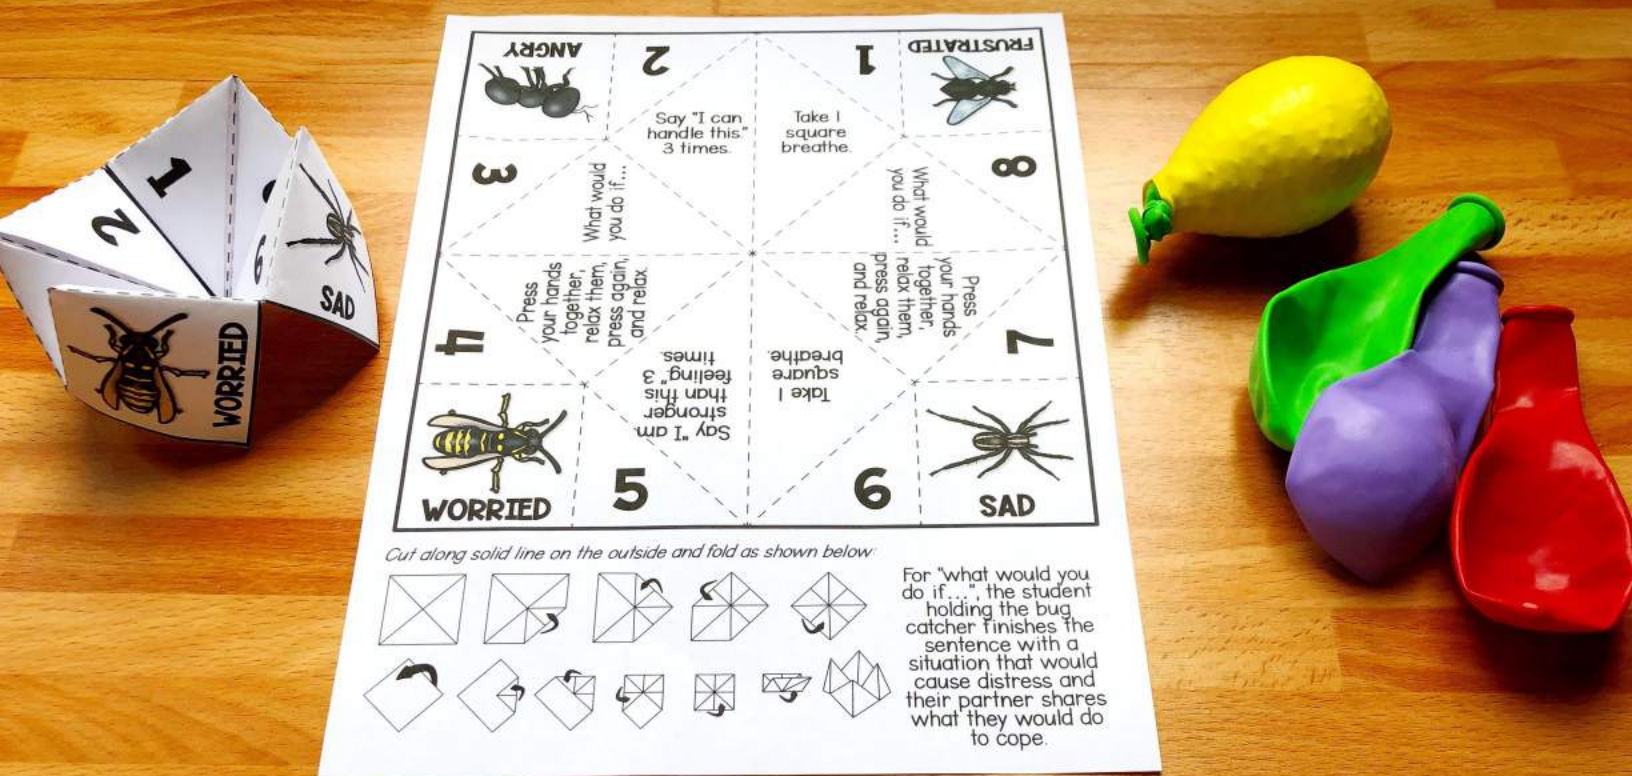 1
2
6
SAD
WORRIED
ANGRY
2
1
FRUSTRATED
Say "I can
handle this"
3 times.
Take 1
square
breathe.
3
What would
you do if...
What would
you do if...
8
4
Press
your hands
together,
relax them,
press again,
and relax.
Press
your hands
together,
relax them,
press again,
and relax.
7
Say "I am
stronger
than this
feeling." 3
times.
Take 1
square
breathe.
WORRIED
5
6
SAD
Cut along solid line on the outside and fold as shown below:
For "what would you
do if...", the student
holding the bug
catcher finishes the
sentence with a
situation that would
cause distress and
their partner shares
what they would do
to cope.